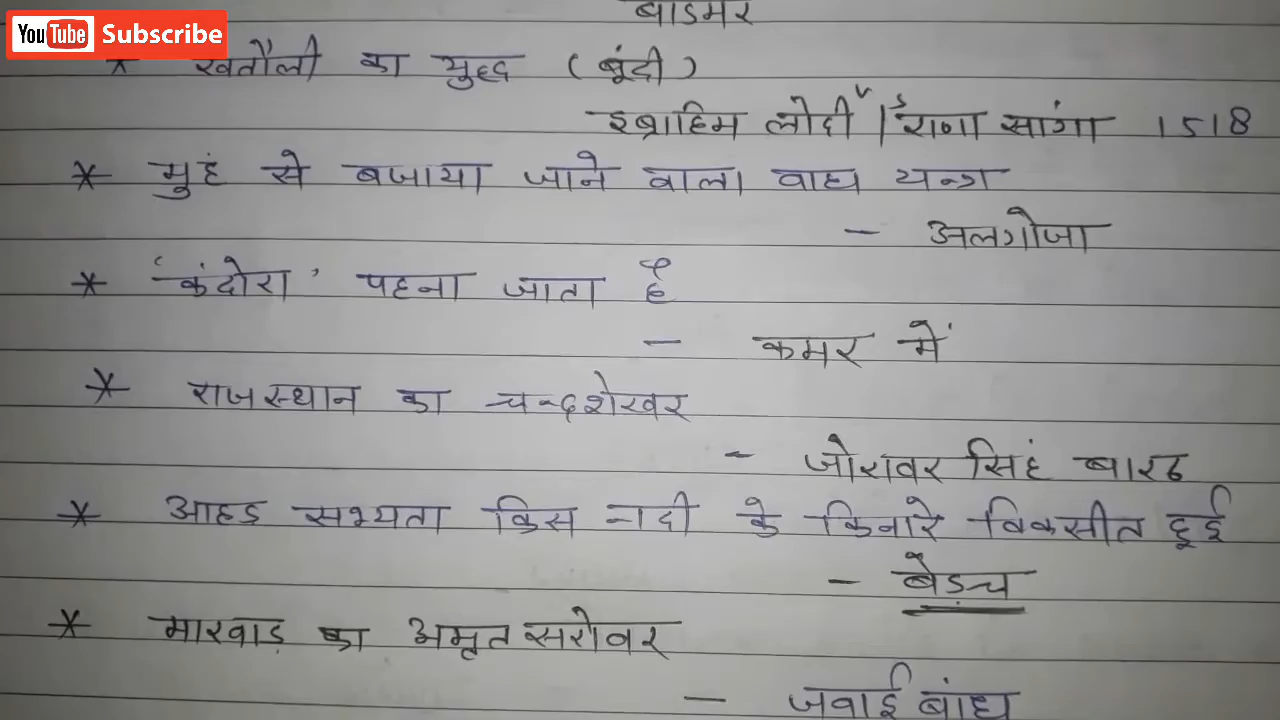 बाडमेर
YouTube Subscribe
* खतौली का युद्ध (बूंदी)
इब्राहिम लोदी v/s राणा सांगा 1518
* मुहं से बजाया जाने वाला वाद्य यन्त्र
- अलगोजा
* 'कंदोरा' पहना जाता है
- कमर में
* राजस्थान का चन्द्रशेखर
- जोरावर सिहं बारठ
* आहड सभ्यता किस नदी के किनारे विकसीत हुई
- बेड़च
* मारवाड़ का अमृत सरोवर
- जवाई बांध